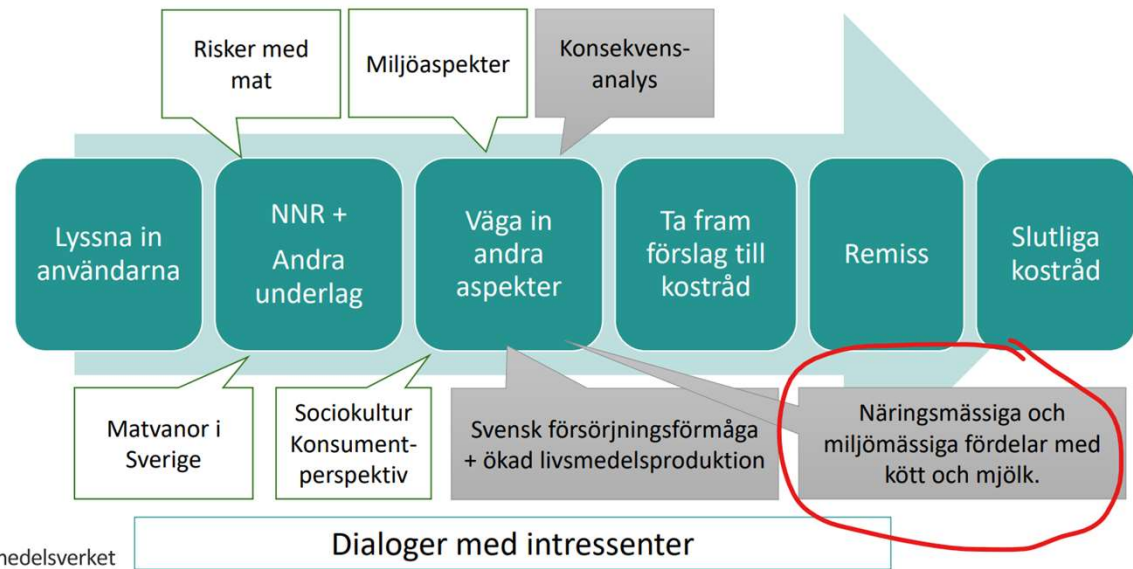 Risker med
mat
Miljöaspekter
Konsekvens-
analys
Lyssna in
användarna
NNR +
Andra
underlag
Väga in
andra
aspekter
Ta fram
förslag till
kostråd
Remiss
Slutliga
kostråd
Matvanor i
Sverige
Sociokultur
Konsument-
perspektiv
Svensk försörjningsförmåga
+ ökad livsmedelsproduktion
Näringsmässiga och
miljömässiga fördelar med
kött och mjölk.
medelsverket
Dialoger med intressenter